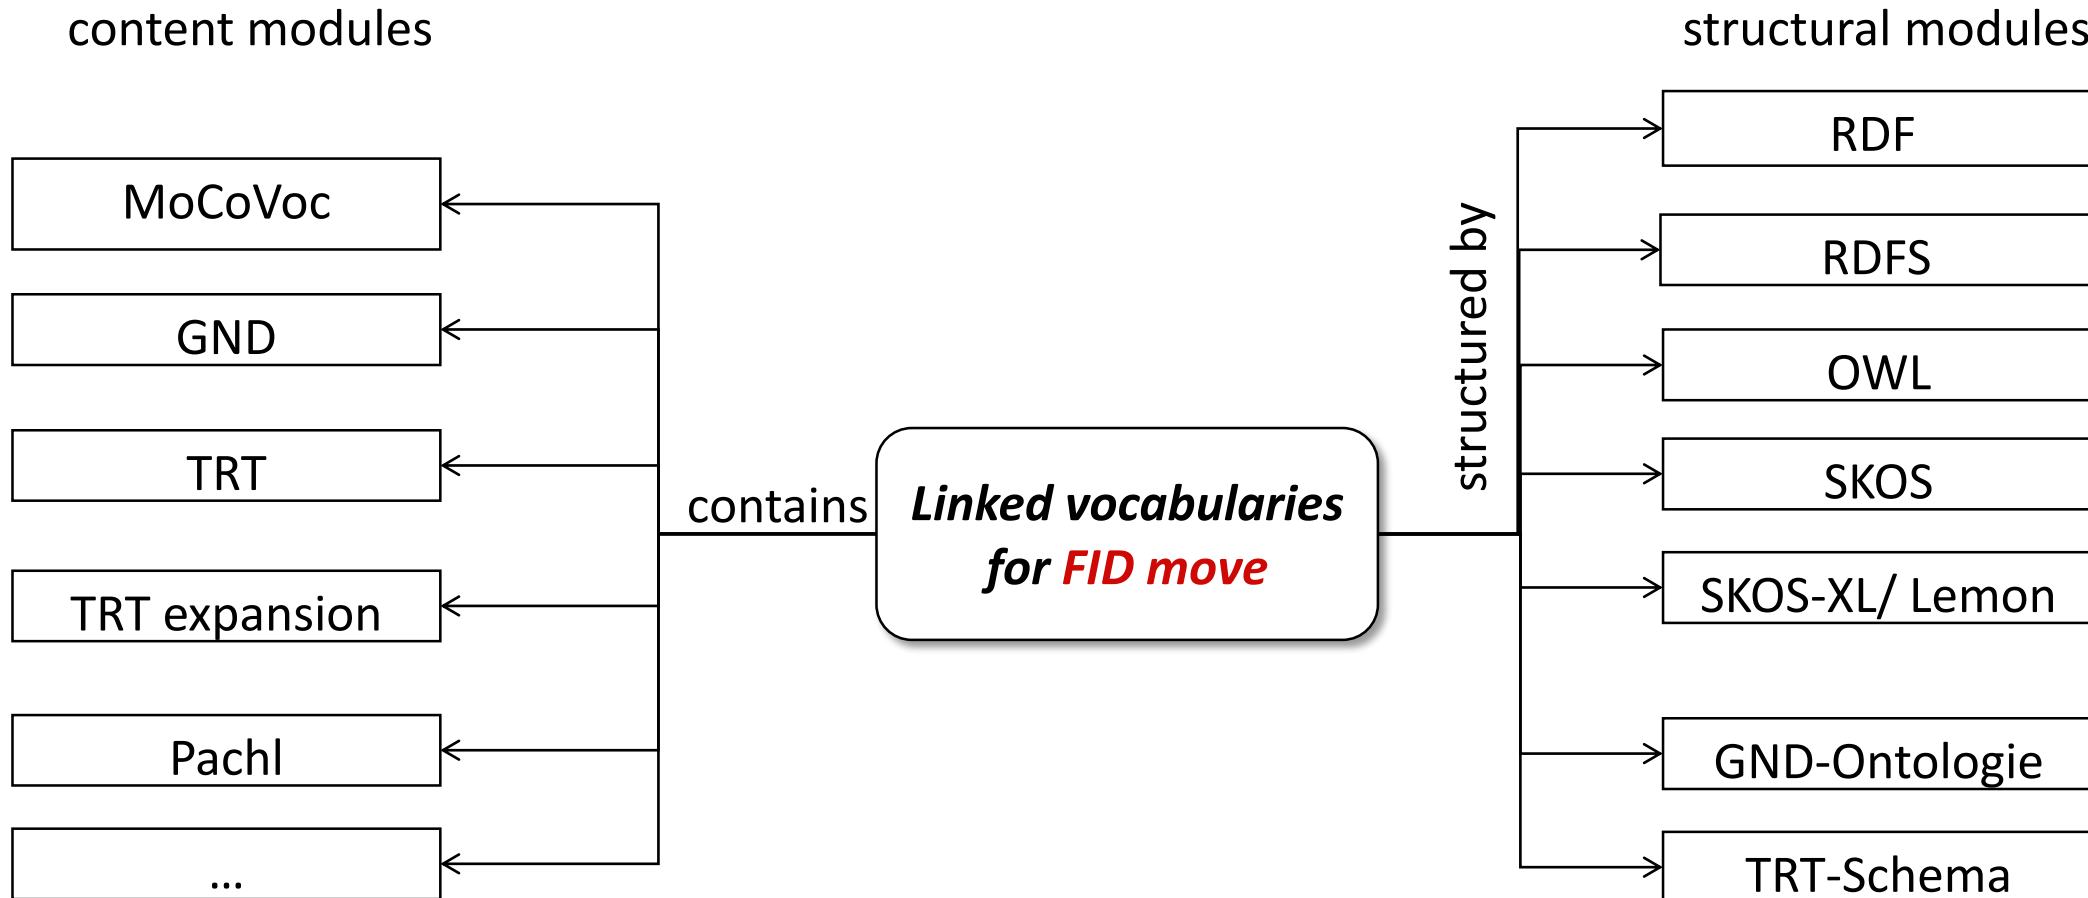 content modules
structural modules
MoCoVoc
GND
TRT
TRT expansion
Pachl
...
contains
Linked vocabularies
for FID move
structured by
RDF
RDFS
OWL
SKOS
SKOS-XL/ Lemon
GND-Ontologie
TRT-Schema